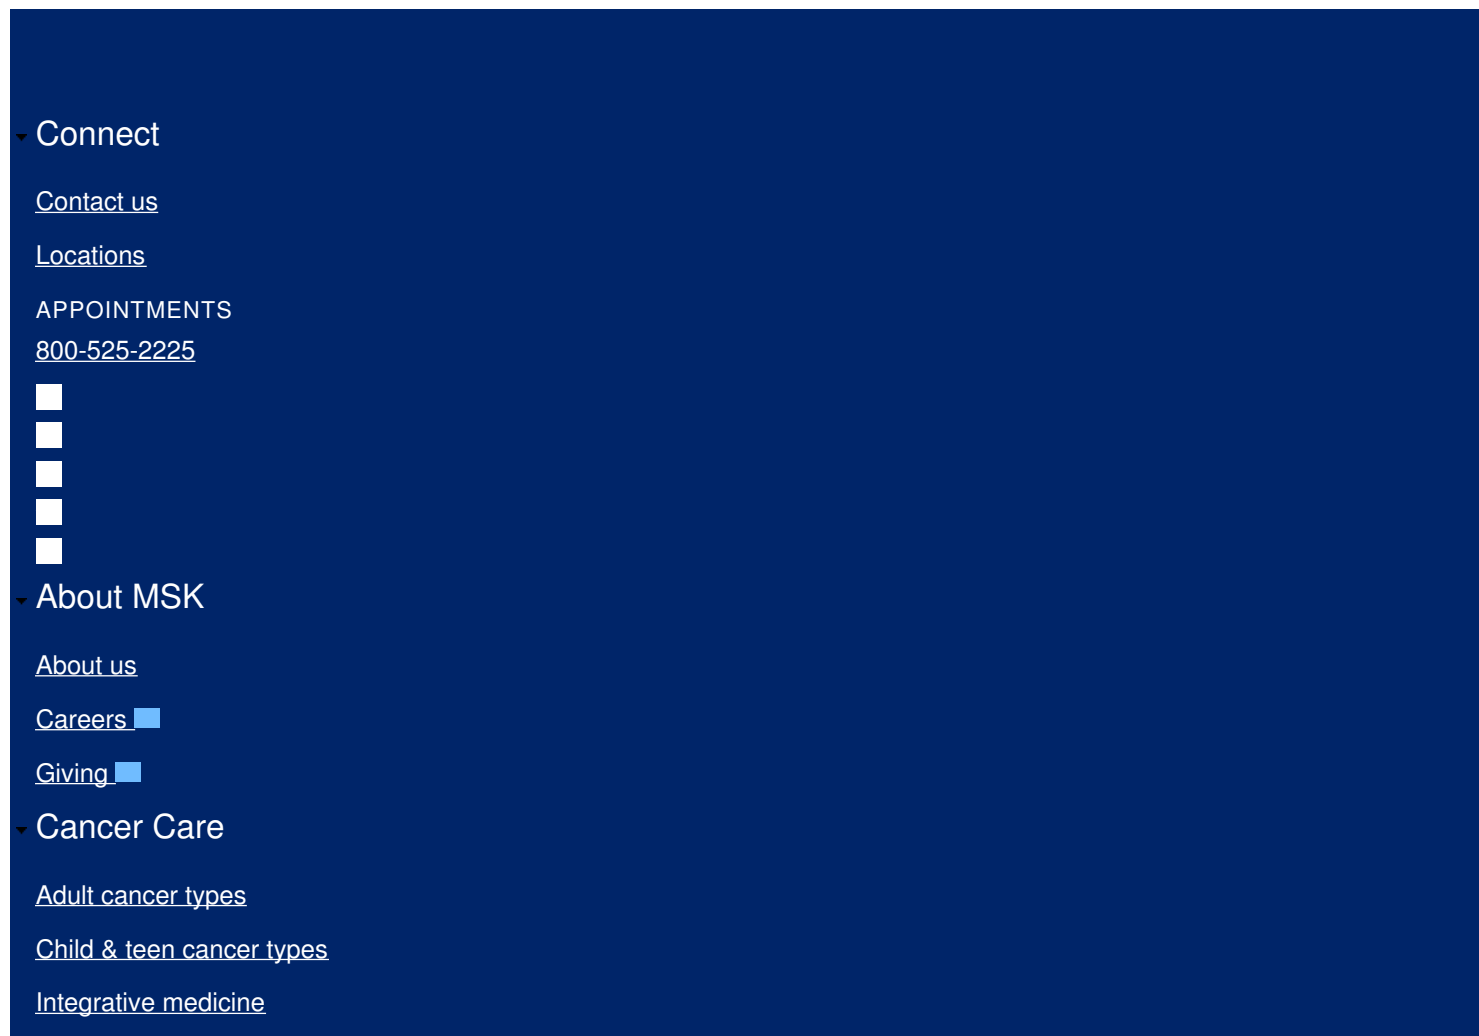 Connect
Contact us
Locations
APPOINTMENTS
800-525-2225
About MSK
About us
Careers
Giving
Cancer Care
Adult cancer types
Child & teen cancer types
Integrative medicine